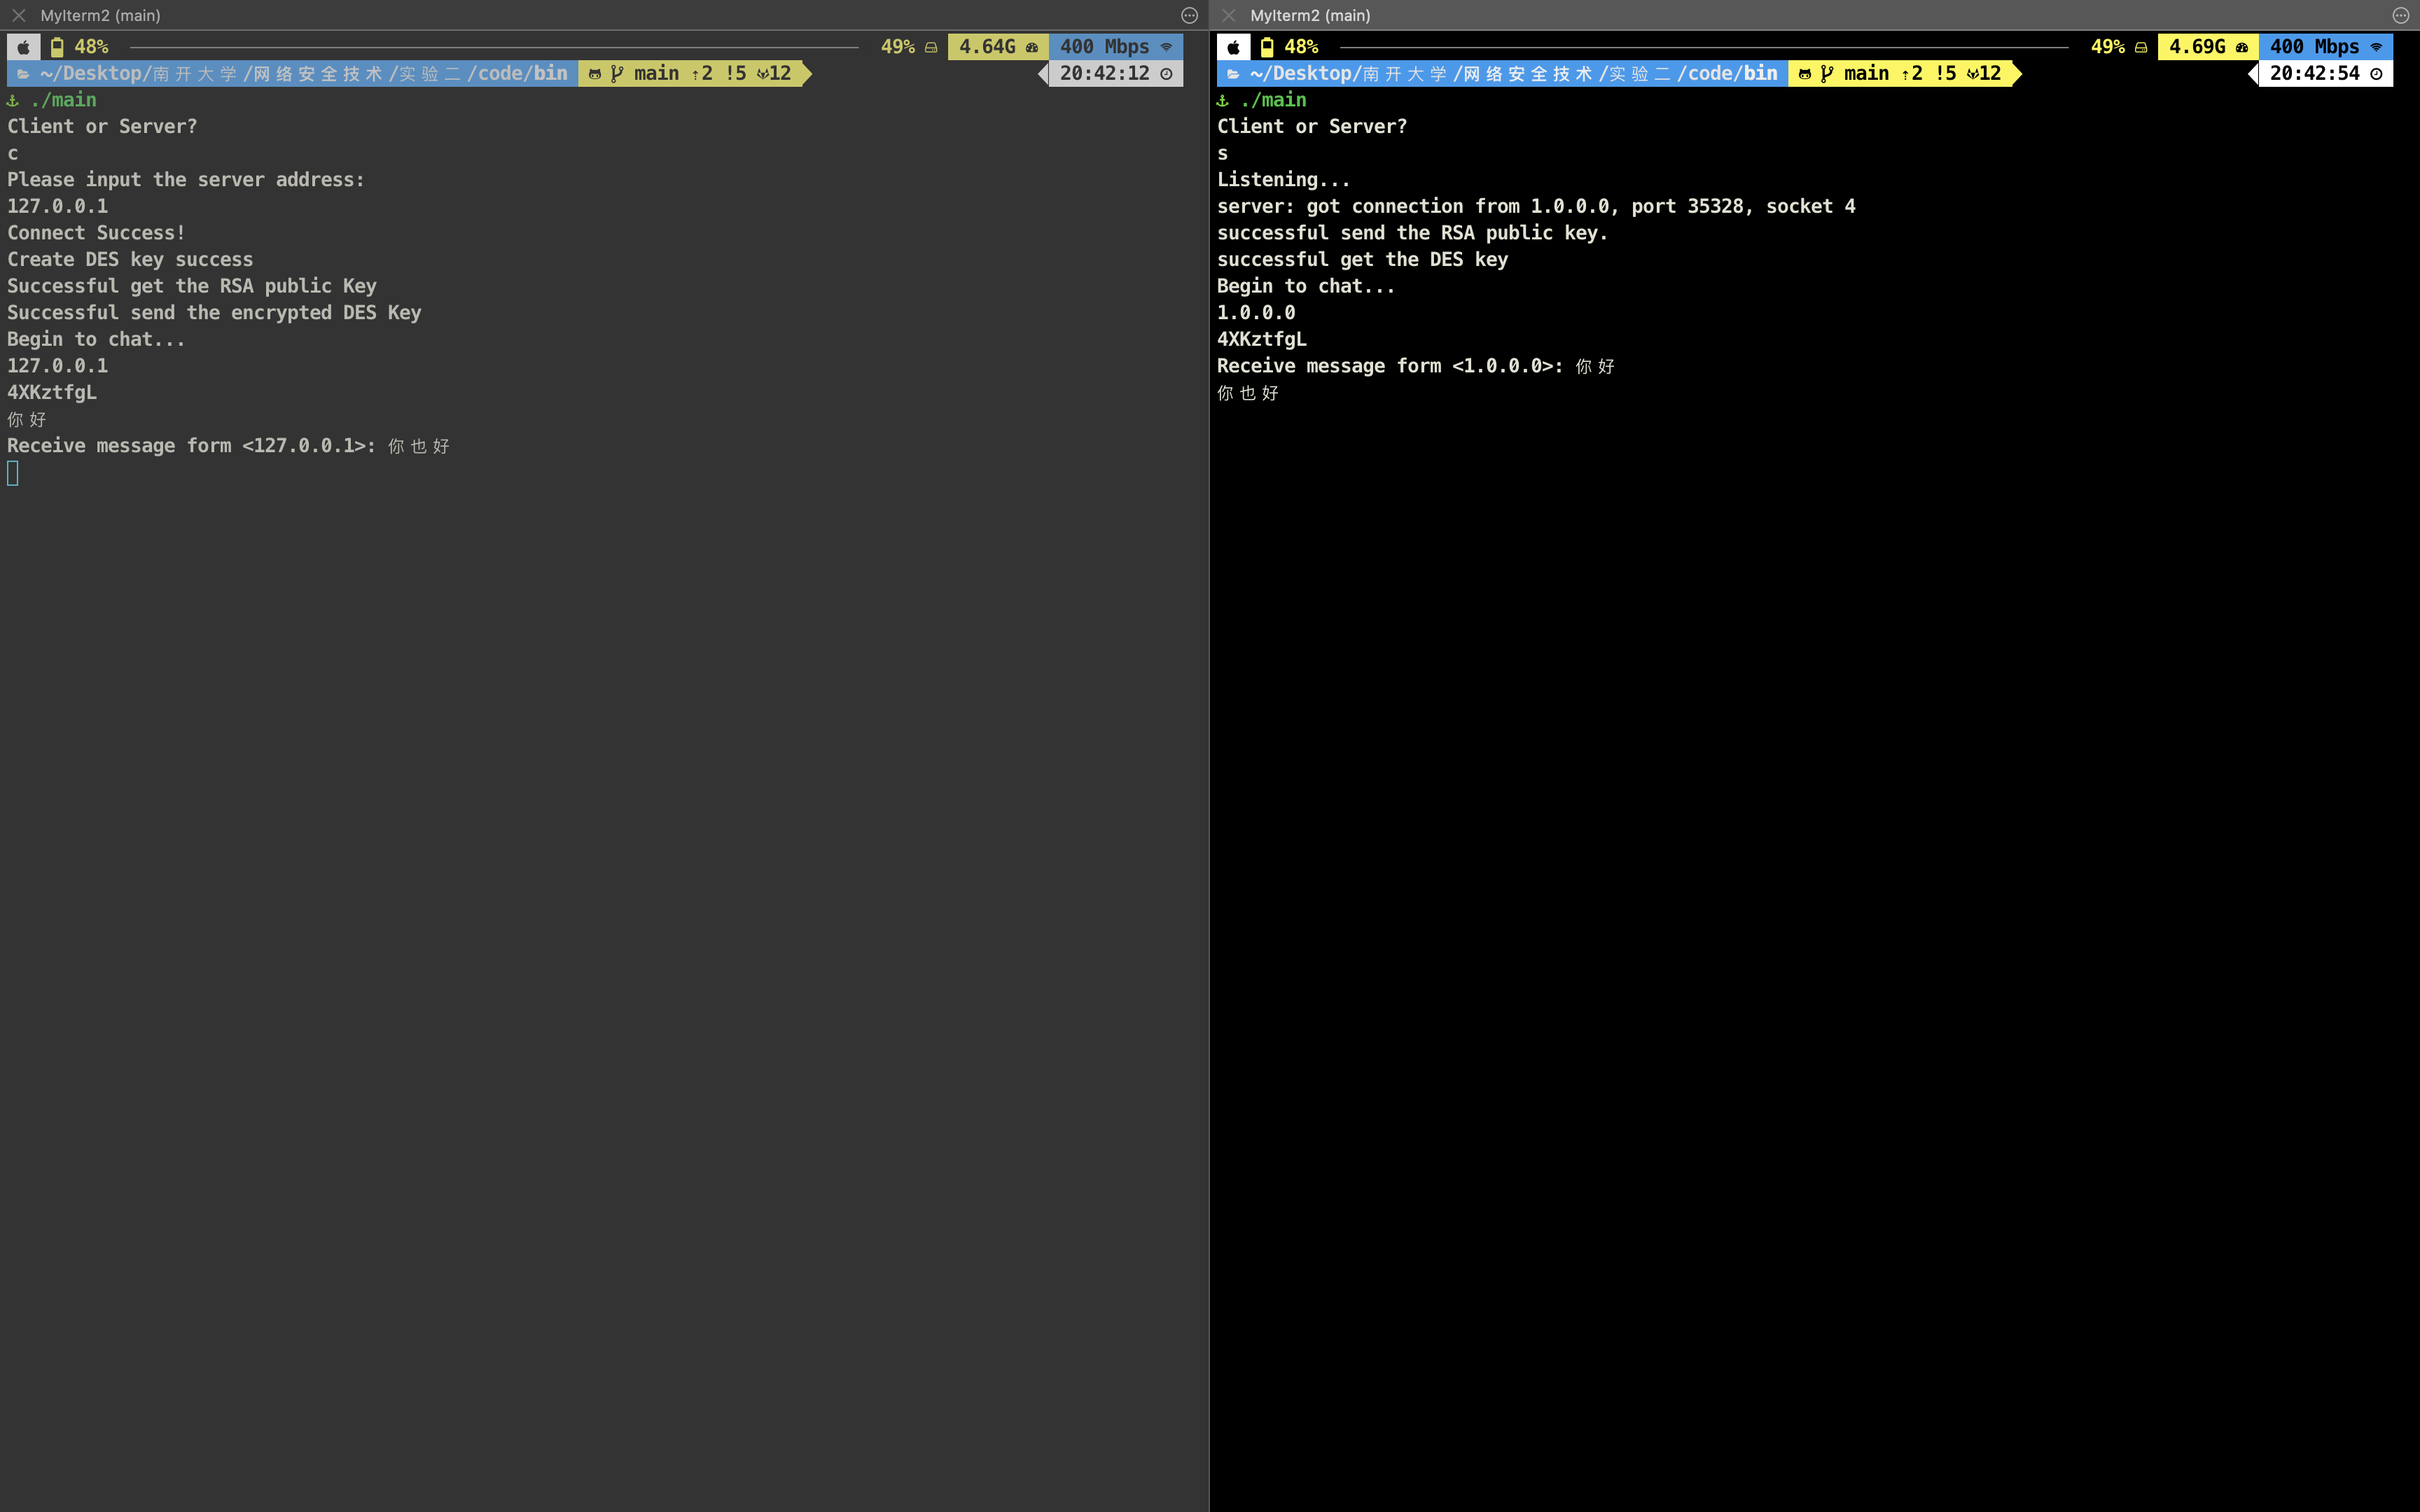 MyIterm2 (main)
48% 49% 4.64G 400 Mbps
~/Desktop/南开大学/网络安全技术/实验二/code/bin main ↑2 !5 12 20:42:12
./main
Client or Server?
c
Please input the server address:
127.0.0.1
Connect Success!
Create DES key success
Successful get the RSA public Key
Successful send the encrypted DES Key
Begin to chat...
127.0.0.1
4XKztfgL
你好
Receive message form <127.0.0.1>: 你也好
MyIterm2 (main)
48% 49% 4.69G 400 Mbps
~/Desktop/南开大学/网络安全技术/实验二/code/bin main ↑2 !5 12 20:42:54
./main
Client or Server?
s
Listening...
server: got connection from 1.0.0.0, port 35328, socket 4
successful send the RSA public key.
successful get the DES key
Begin to chat...
1.0.0.0
4XKztfgL
Receive message form <1.0.0.0>: 你好
你也好